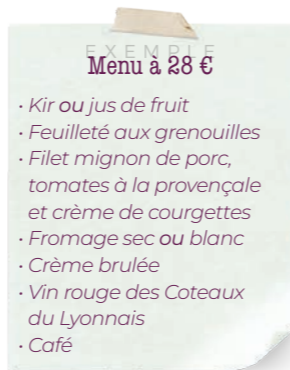 EXEMPLE
Menu à 28 €
• Kir ou jus de fruit
• Feuilleté aux grenouilles
• Filet mignon de porc,
tomates à la provençale
et crème de courgettes
• Fromage sec ou blanc
• Crème brulée
• Vin rouge des Coteaux
du Lyonnais
• Café